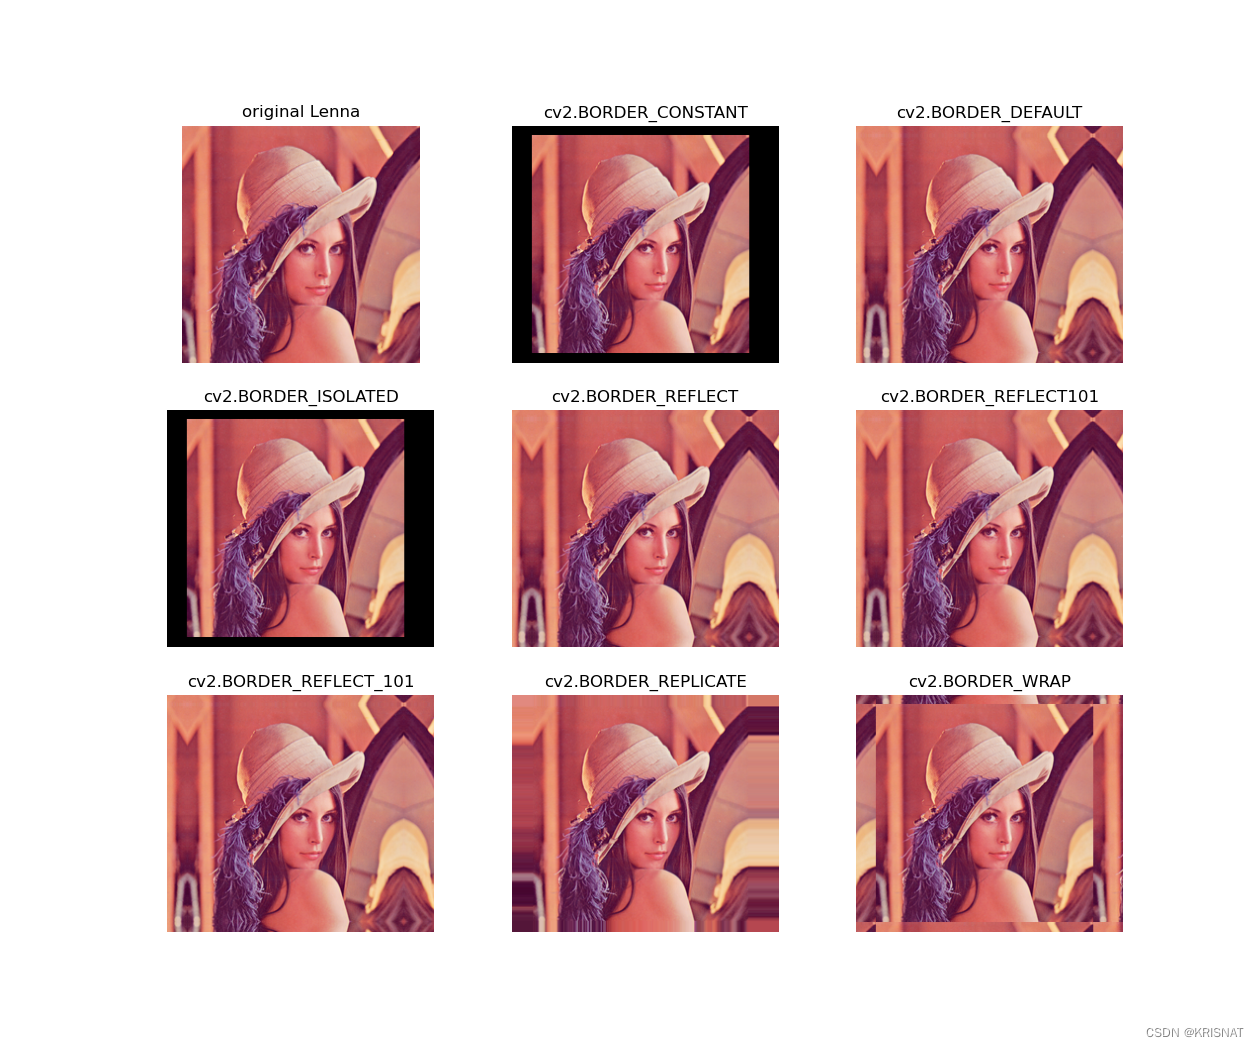 original Lenna
cv2.BORDER_CONSTANT
cv2.BORDER_DEFAULT
cv2.BORDER_ISOLATED
cv2.BORDER_REFLECT
cv2.BORDER_REFLECT101
cv2.BORDER_REFLECT_101
cv2.BORDER_REPLICATE
cv2.BORDER_WRAP
CSDN @KRISNAT